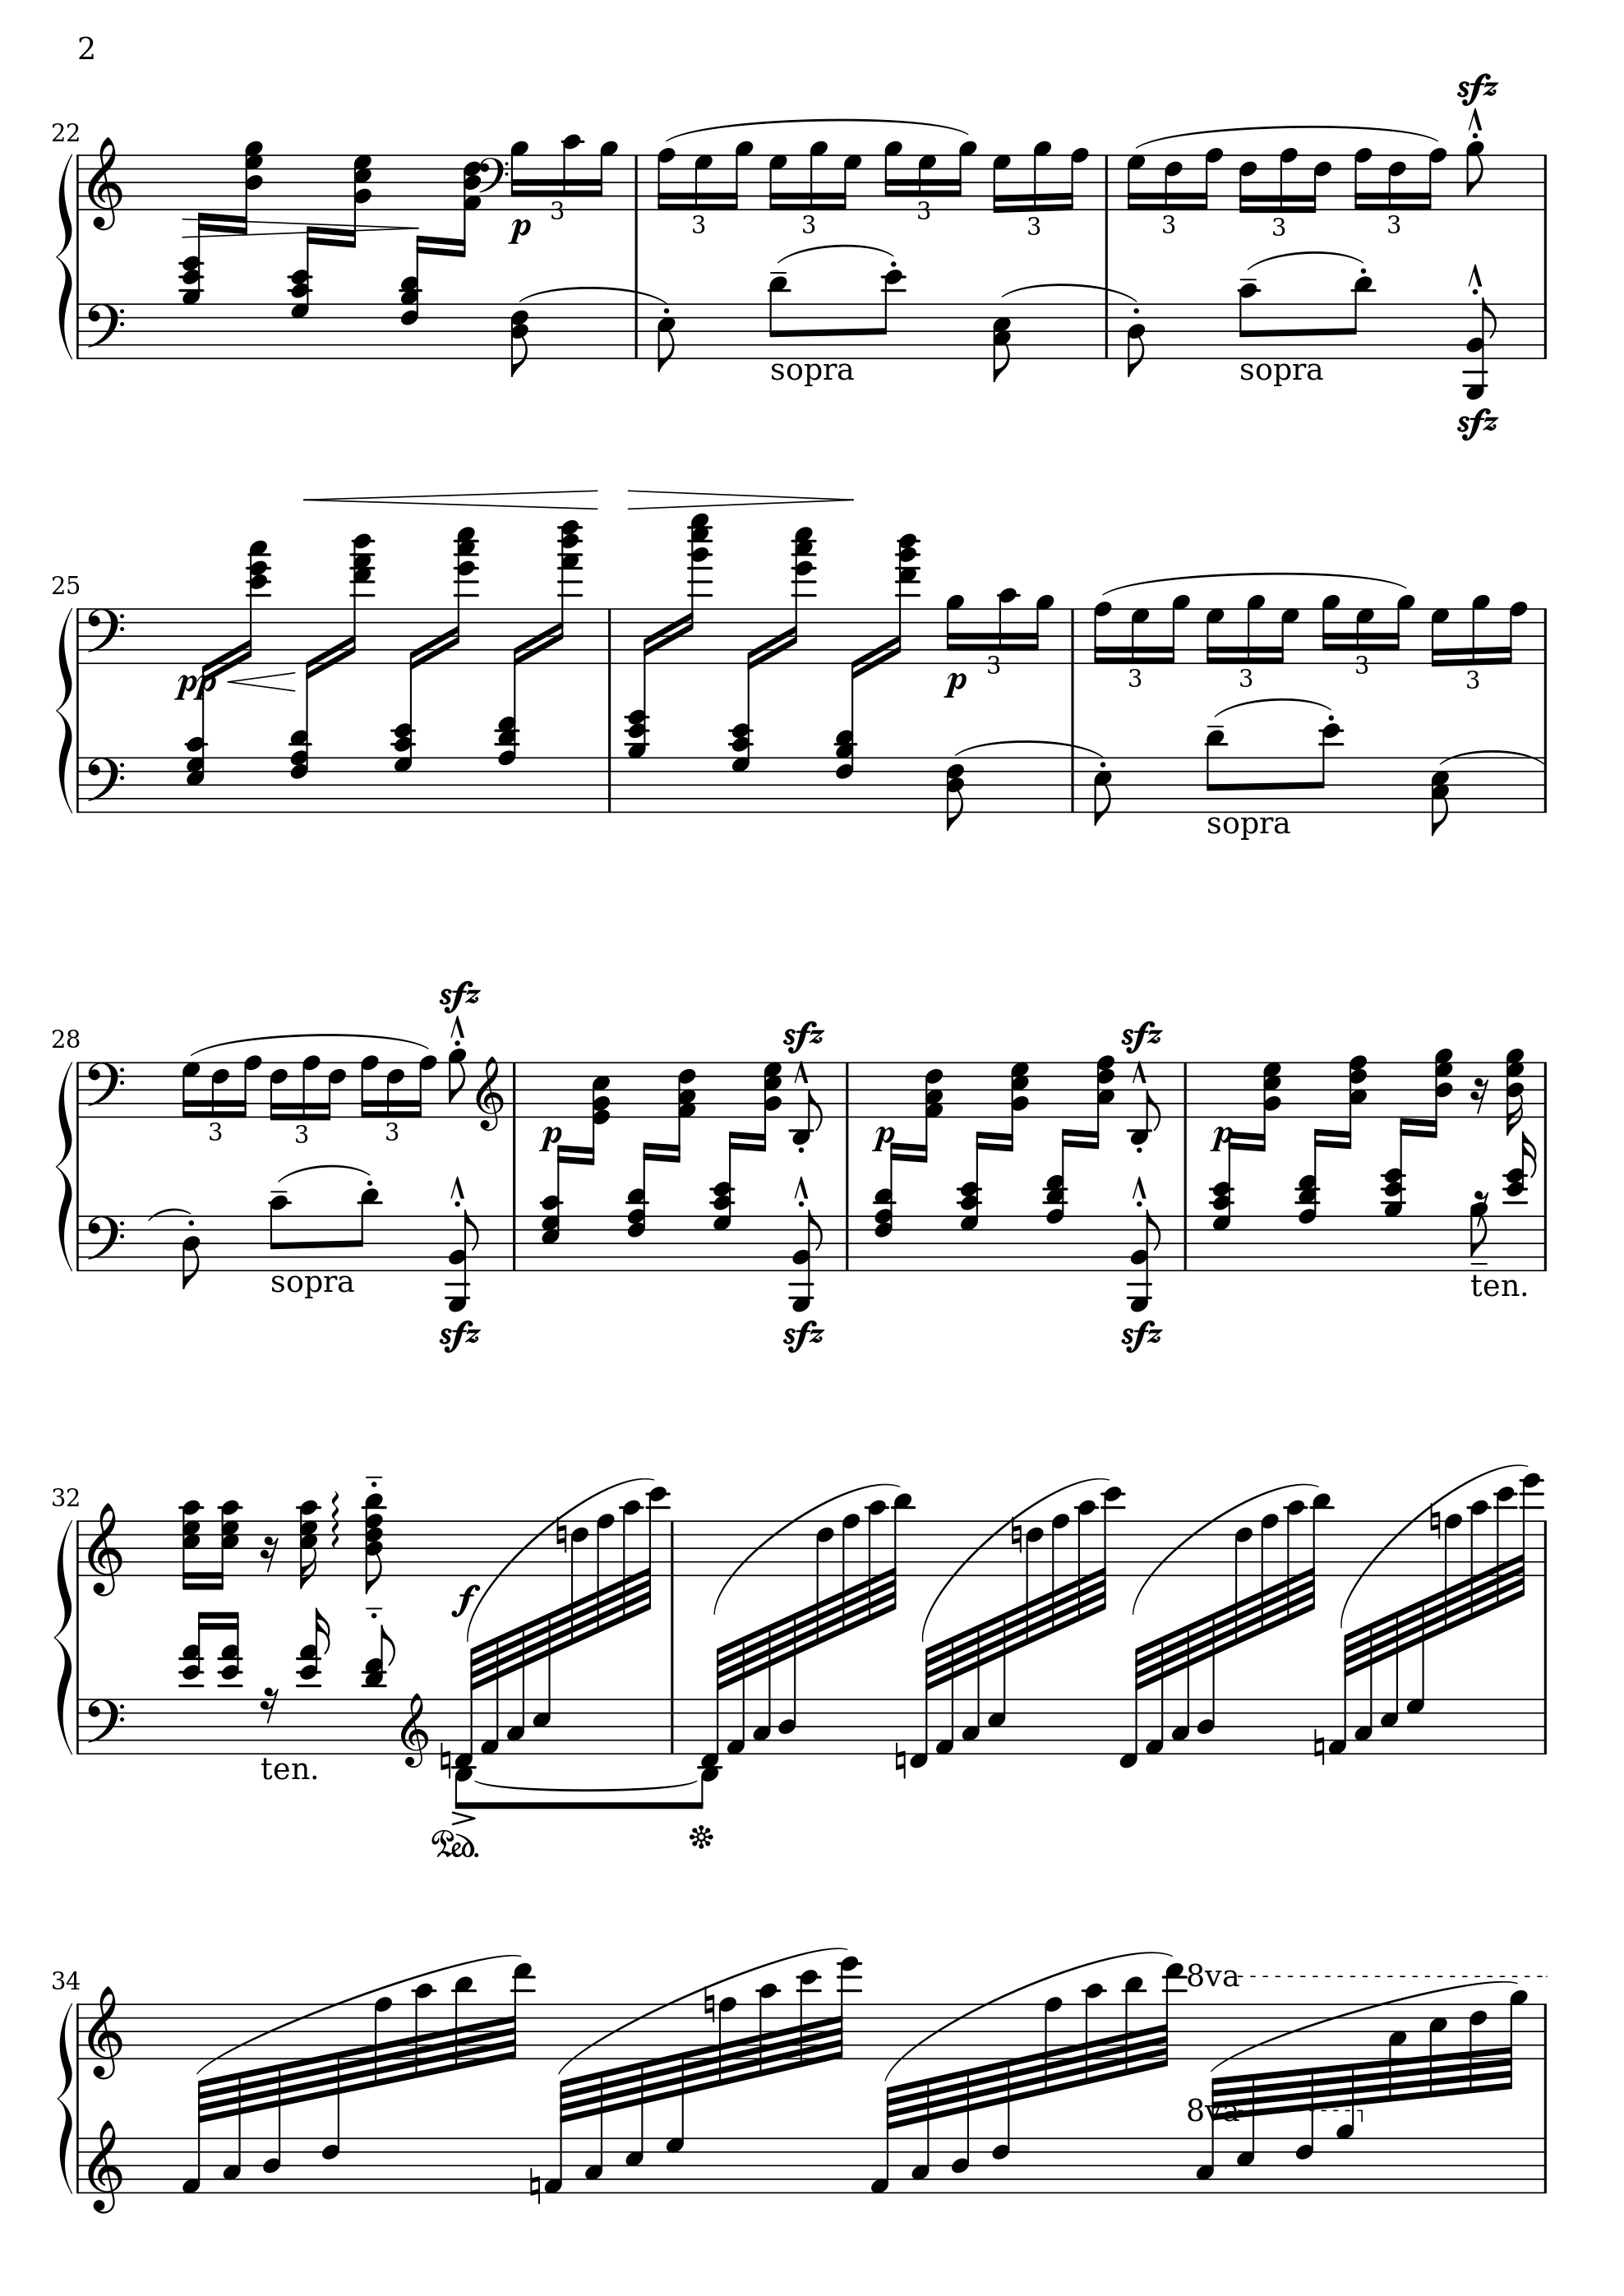 2
sfz
22
3 p 3 3 3 3 3 3 3
sopra sopra
sfz
25
pp p 3 3 3 3 3
sopra
sfz sfz sfz
28
3 3 3 p p p
sopra ten.
sfz sfz sfz
32
f
ten.
Ped.
34 8va
8va